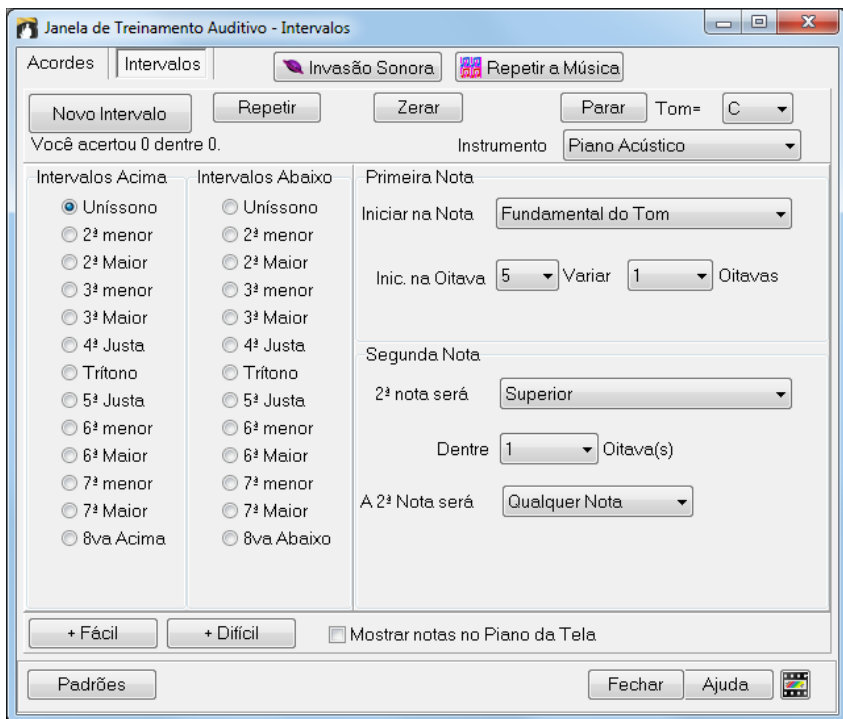 Janela de Treinamento Auditivo - Intervalos
Acordes Intervalos Invasão Sonora Repetir a Música
Novo Intervalo Repetir Zerar Parar Tom= C
Você acertou 0 dentre 0. Instrumento Piano Acústico
Intervalos Acima
Uníssono
2ª menor
2ª Maior
3ª menor
3ª Maior
4ª Justa
Trítono
5ª Justa
6ª menor
6ª Maior
7ª menor
7ª Maior
8va Acima
Intervalos Abaixo
Uníssono
2ª menor
2ª Maior
3ª menor
3ª Maior
4ª Justa
Trítono
5ª Justa
6ª menor
6ª Maior
7ª menor
7ª Maior
8va Abaixo
Primeira Nota
Iniciar na Nota Fundamental do Tom
Inic. na Oitava 5 Variar 1 Oitavas
Segunda Nota
2ª nota será Superior
Dentre 1 Oitava(s)
A 2ª Nota será Qualquer Nota
+ Fácil + Difícil Mostrar notas no Piano da Tela
Padrões Fechar Ajuda